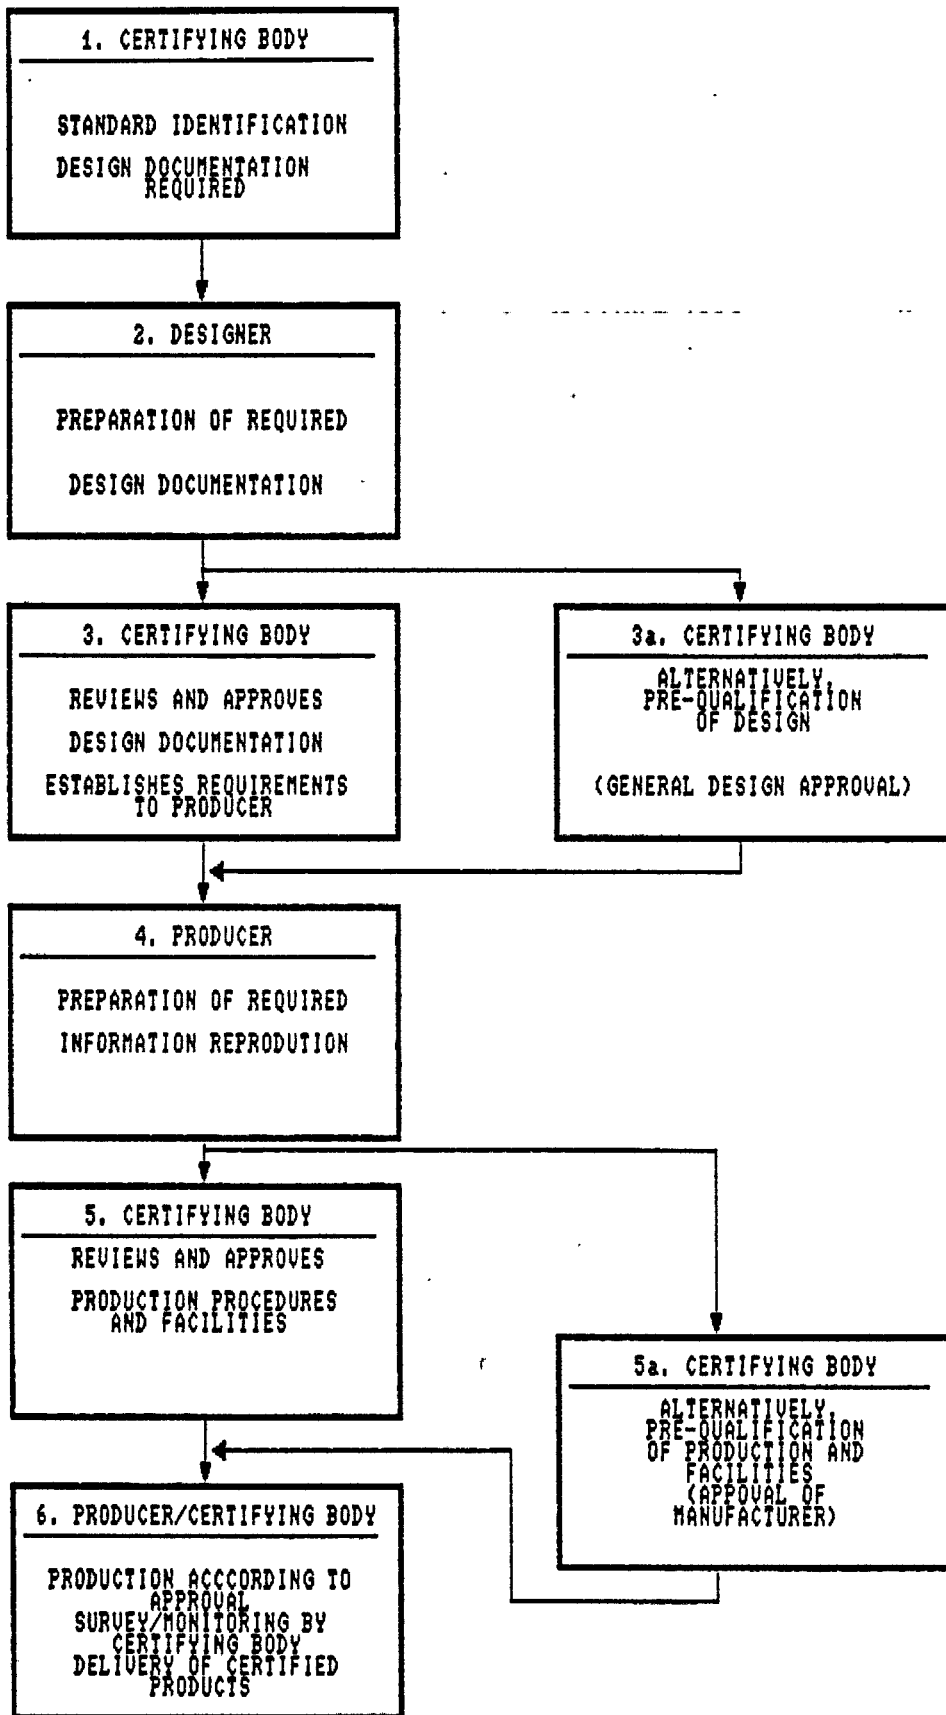 1. CERTIFYING BODY
STANDARD IDENTIFICATION
DESIGN DOCUMENTATION
REQUIRED
2. DESIGNER
PREPARATION OF REQUIRED
DESIGN DOCUMENTATION
3. CERTIFYING BODY
REVIEWS AND APPROVES
DESIGN DOCUMENTATION
ESTABLISHES REQUIREMENTS
TO PRODUCER
3a. CERTIFYING BODY
ALTERNATIVELY,
PRE-QUALIFICATION
OF DESIGN
(GENERAL DESIGN APPROVAL)
4. PRODUCER
PREPARATION OF REQUIRED
INFORMATION REPRODUTION
5. CERTIFYING BODY
REVIEWS AND APPROVES
PRODUCTION PROCEDURES
AND FACILITIES
5a. CERTIFYING BODY
ALTERNATIVELY,
PRE-QUALIFICATION
OF PRODUCTION AND
FACILITIES
(APPOVAL OF
MANUFACTURER)
6. PRODUCER/CERTIFYING BODY
PRODUCTION ACCCORDING TO
APPROVAL
SURVEY/MONITORING BY
CERTIFYING BODY
DELIVERY OF CERTIFIED
PRODUCTS